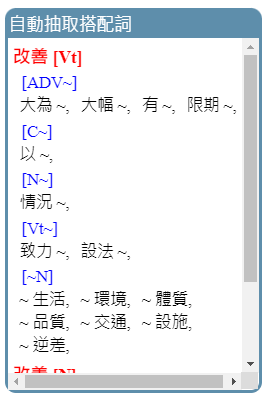 自動抽取搭配詞
改善 [Vt]
[ADV~]
大為 ~, 大幅 ~, 有 ~, 限期 ~,
[C~]
以 ~,
[N~]
情況 ~,
[Vt~]
致力 ~, 設法 ~,
[~N]
~ 生活, ~ 環境, ~ 體質,
~ 品質, ~ 交通, ~ 設施,
~ 逆差,
改善 [N]